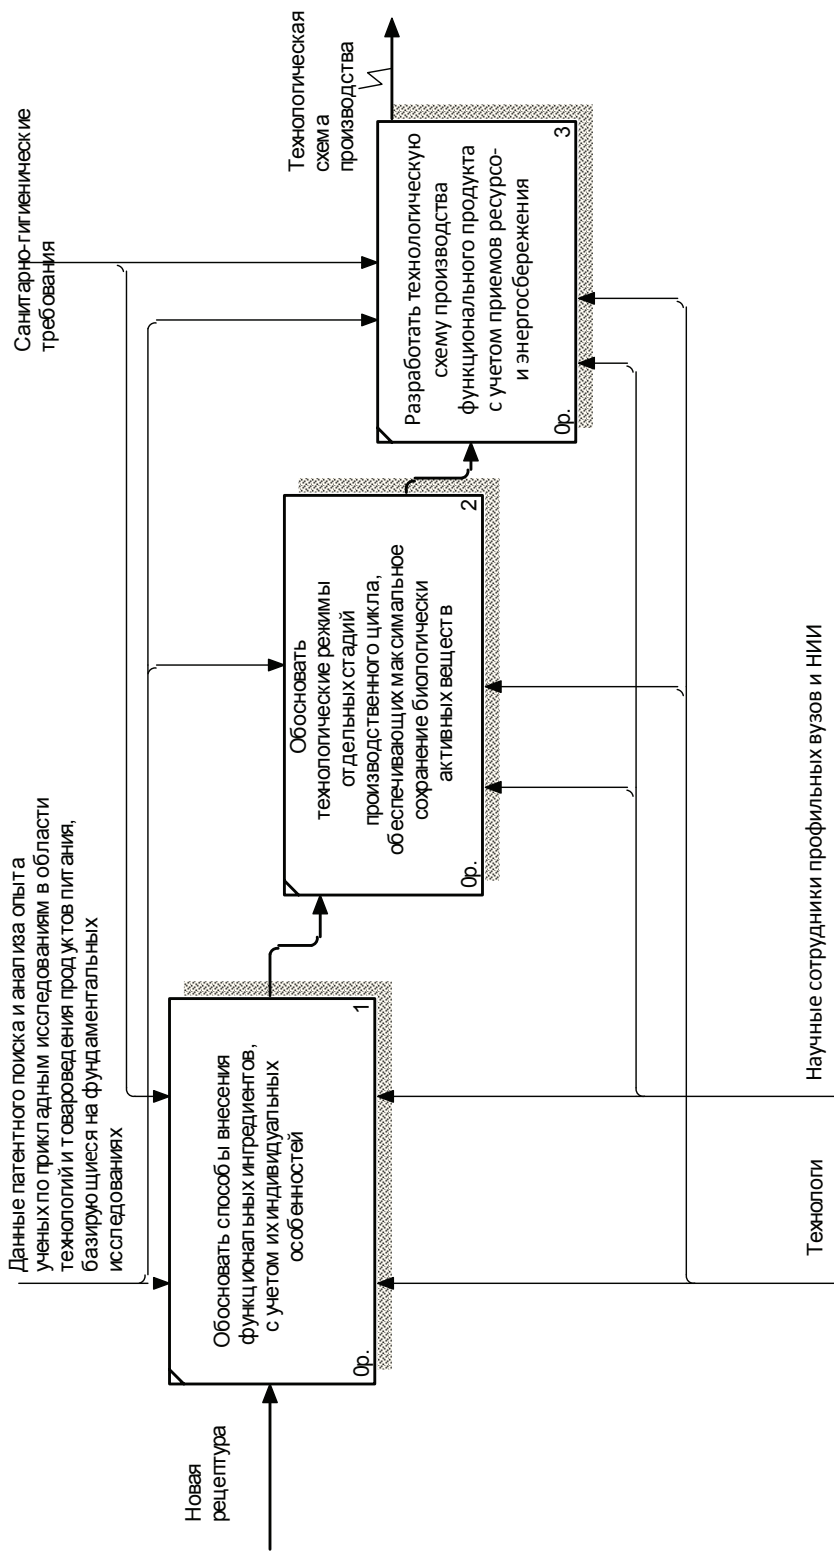 Данные патентного поиска и анализа опыта
ученых по прикладным исследованиям в области
технологий и товароведения продуктов питания,
базирующиеся на фундаментальных
исследованиях
Санитарно-гигиенические
требования
Новая
рецептура
Обосновать способы внесения
функциональных ингредиентов,
с учетом их индивидуальных
особенностей
0р.
1
Обосновать
технологические режимы
отдельных стадий
производственного цикла,
обеспечивающих максимальное
сохранение биологически
активных веществ
0р.
2
Разработать технологическую
схему производства
функционального продукта
с учетом приемов ресурсо-
и энергосбережения
0р.
3
Технологическая
схема
производства
Технологи
Научные сотрудники профильных вузов и НИИ